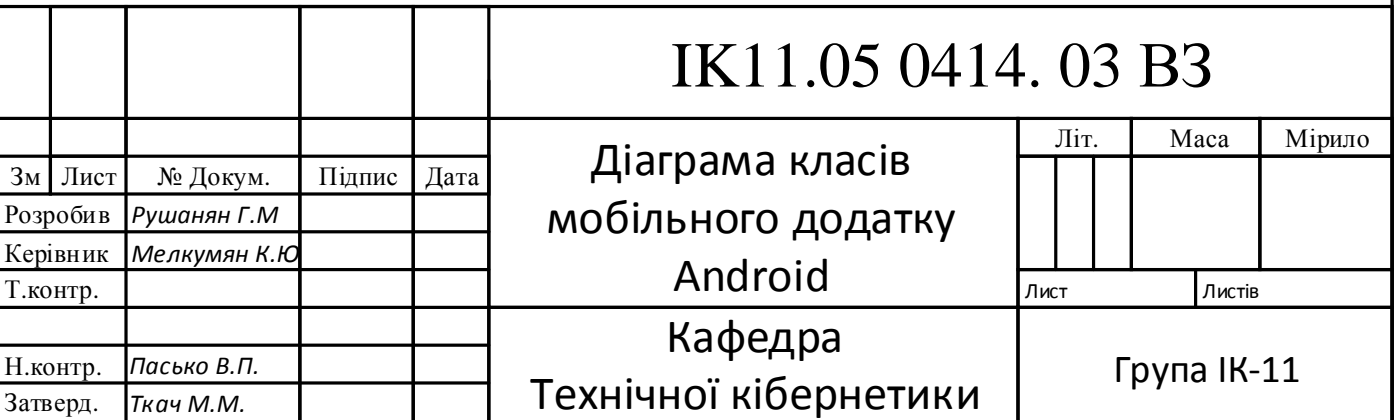 ІК11.05 0414. 03 ВЗ
Діаграма класів
мобільного додатку
Android
Літ. Маса Мірило
Зм Лист № Докум. Підпис Дата
Розробив Рушанян Г.М
Керівник Мелкумян К.Ю
Т.контр.
Лист Листів
Н.контр. Пасько В.П.
Затверд. Ткач М.М.
Кафедра
Технічної кібернетики
Група ІК-11